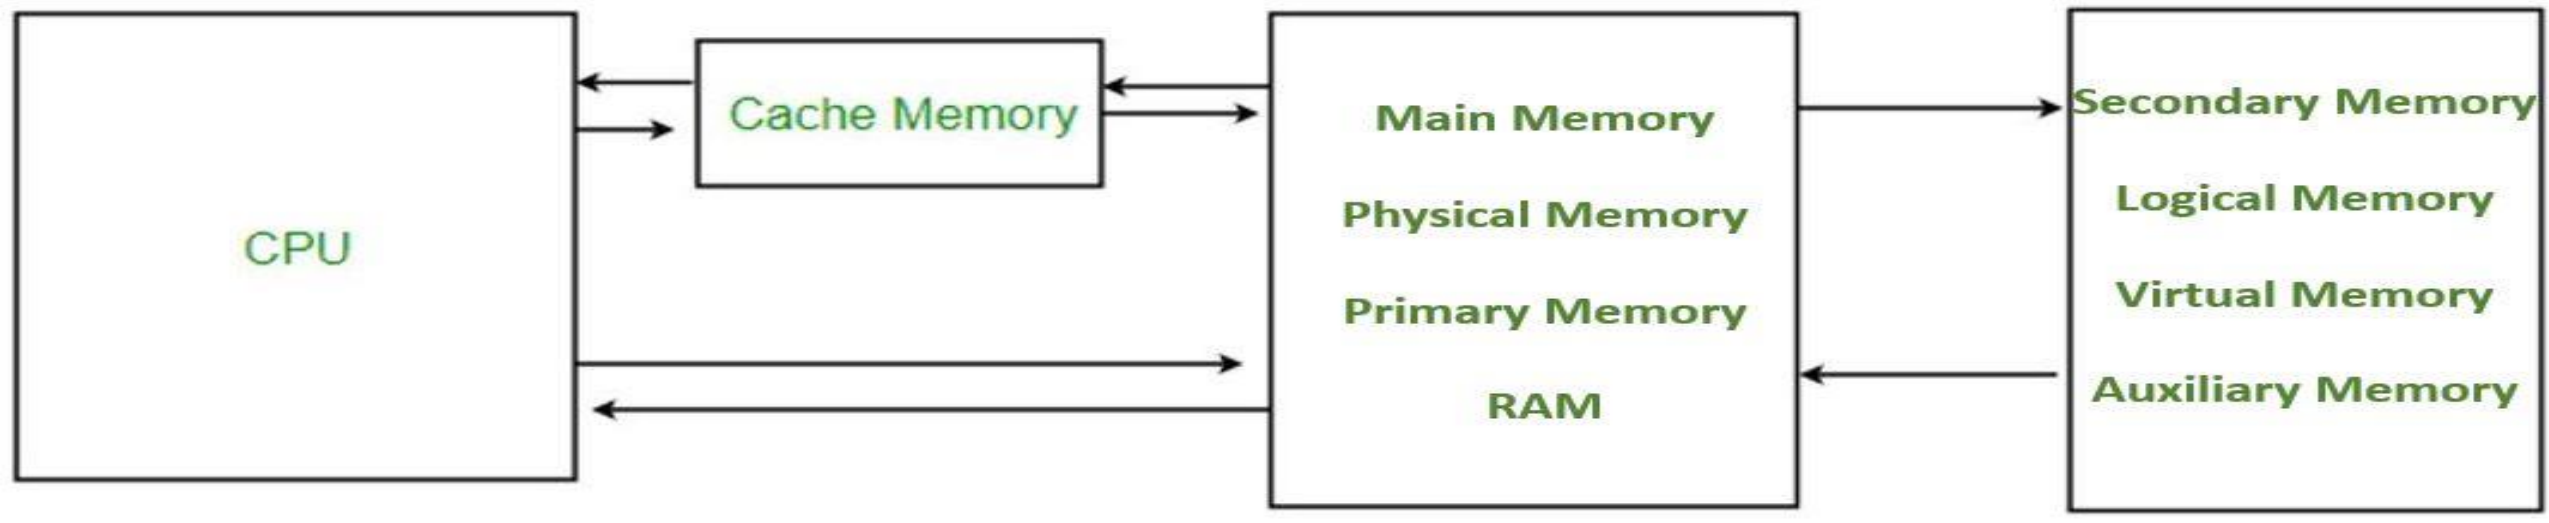 CPU
Cache Memory
Main Memory
Physical Memory
Primary Memory
RAM
Secondary Memory
Logical Memory
Virtual Memory
Auxiliary Memory